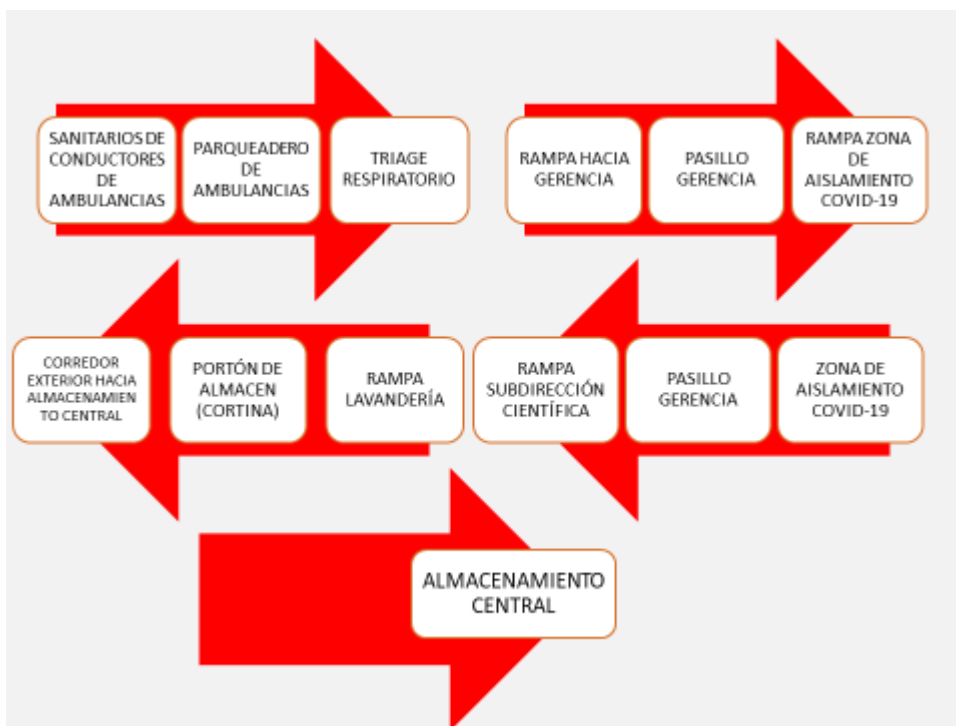 SANITARIOS DE
CONDUCTORES
DE
AMBULANCIAS
PARQUEADERO
DE
AMBULANCIAS
TRIAGE
RESPIRATORIO
RAMPA HACIA
GERENCIA
PASILLO
GERENCIA
RAMPA ZONA
DE
AISLAMIENTO
COVID-19
CORREDOR
EXTERIOR HACIA
ALMACENAMIEN
TO CENTRAL
PORTÓN DE
ALMACEN
(CORTINA)
RAMPA
LAVANDERÍA
RAMPA
SUBDIRECCIÓN
CIENTÍFICA
PASILLO
GERENCIA
ZONA DE
AISLAMIENTO
COVID-19
ALMACENAMIENTO
CENTRAL